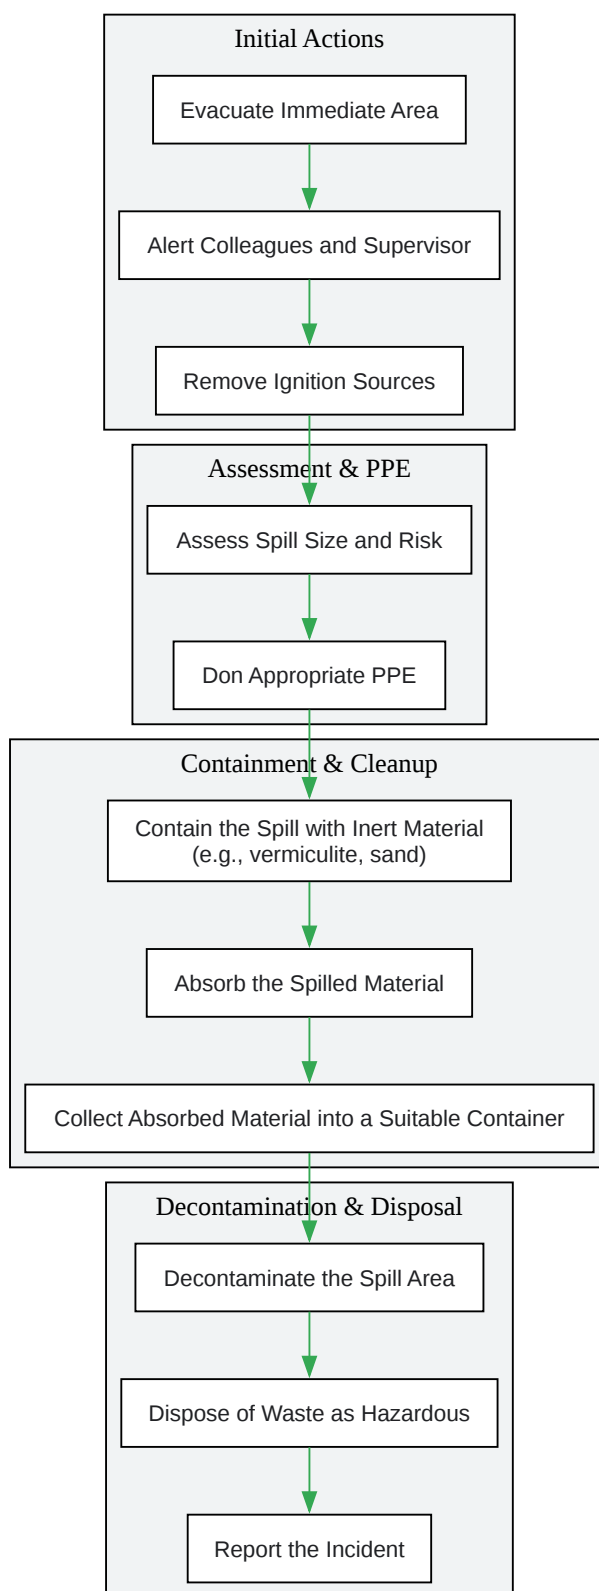 Initial Actions
Evacuate Immediate Area
Alert Colleagues and Supervisor
Remove Ignition Sources
Assessment & PPE
Assess Spill Size and Risk
Don Appropriate PPE
Containment & Cleanup
Contain the Spill with Inert Material
(e.g., vermiculite, sand)
Absorb the Spilled Material
Collect Absorbed Material into a Suitable Container
Decontamination & Disposal
Decontaminate the Spill Area
Dispose of Waste as Hazardous
Report the Incident